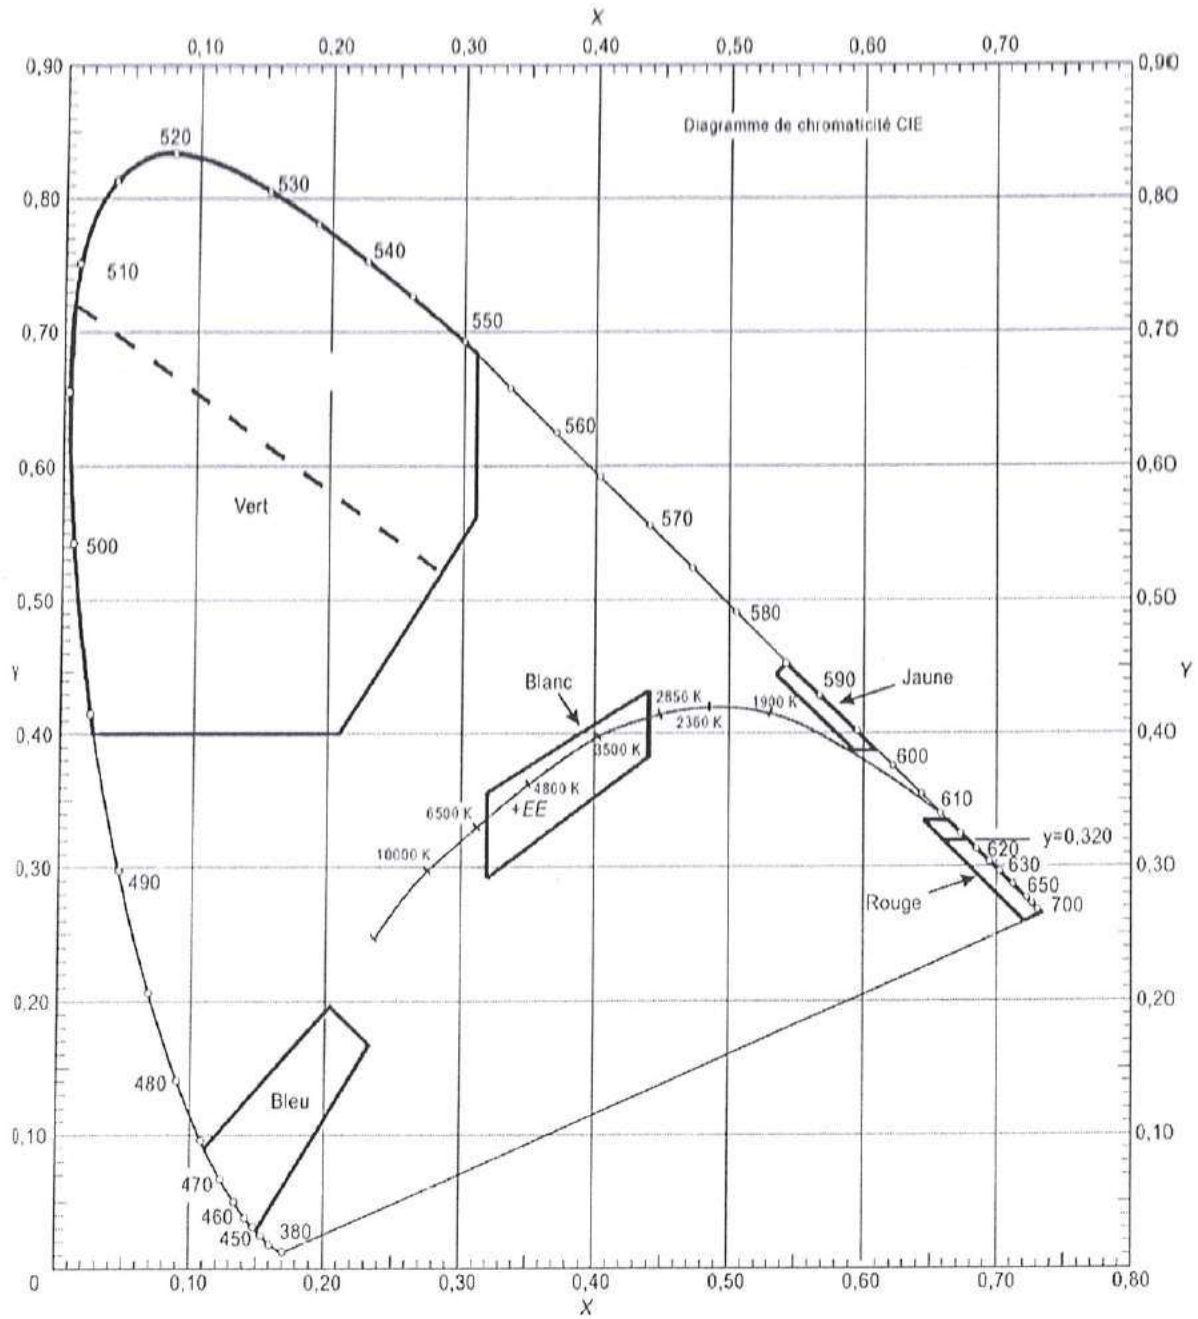 X
0,10 0,20 0,30 0,40 0,50 0,60 0,70
0,90 0,90
Diagramme de chromaticité CIE
520
530
0,80 0,80
540
510
550
0,70 0,70
560
0,60 0,60
Vert
570
500
0,50 0,50
580
Y Blanc 590 Jaune Y
2850 K 1900 K
2360 K
0,40 0,40
3500 K 600
4800 K
6500 K +EE 610
y=0,320
10000 K 620
0,30 630 0,30
490 650
Rouge 700
0,20 0,20
480
Bleu
0,10 0,10
470
460
450 380
0 0,10 0,20 0,30 0,40 0,50 0,60 0,70 0,80
X